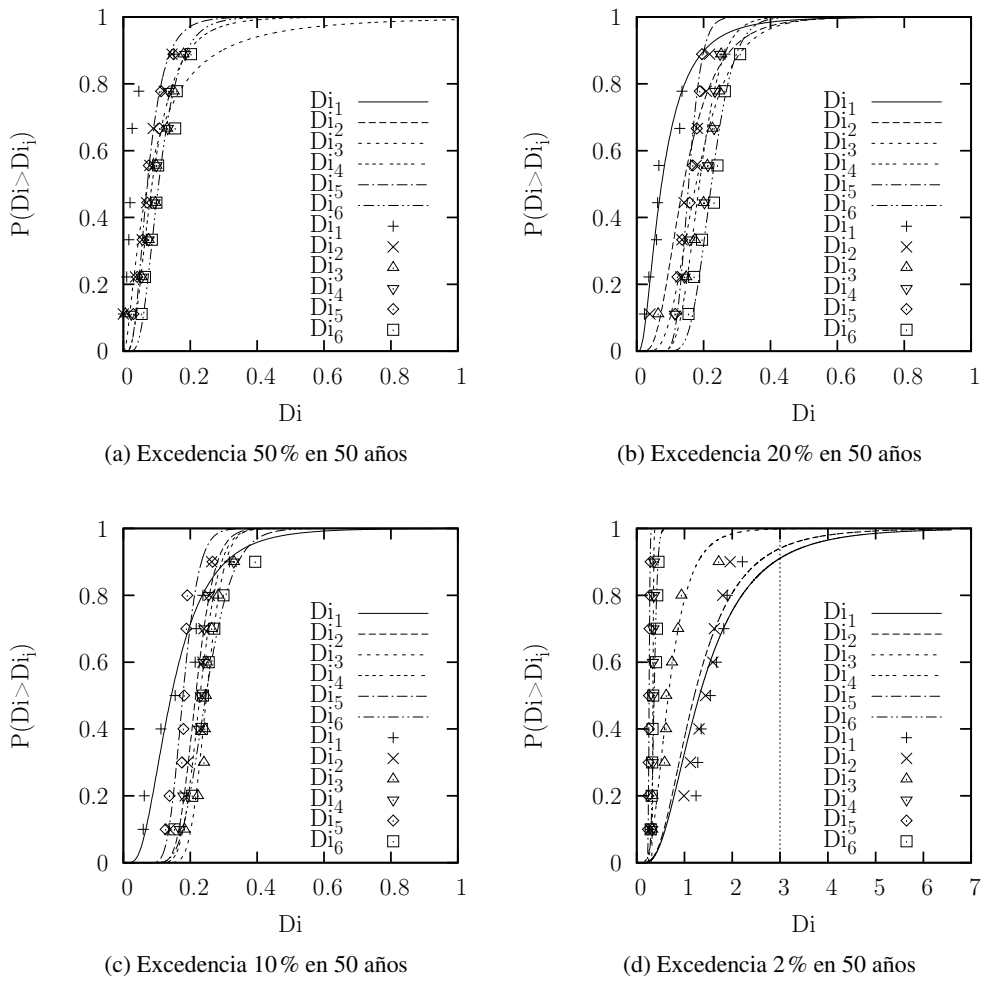 1
0.8
0.6
0.4
0.2
0
P(Di>Di_i)
0 0.2 0.4 0.6 0.8 1
Di
Di_1
Di_2
Di_3
Di_4
Di_5
Di_6
Di_1
Di_2
Di_3
Di_4
Di_5
Di_6
(a) Excedencia 50 % en 50 años
1
0.8
0.6
0.4
0.2
0
P(Di>Di_i)
0 0.2 0.4 0.6 0.8 1
Di
Di_1
Di_2
Di_3
Di_4
Di_5
Di_6
Di_1
Di_2
Di_3
Di_4
Di_5
Di_6
(b) Excedencia 20 % en 50 años
1
0.8
0.6
0.4
0.2
0
P(Di>Di_i)
0 0.2 0.4 0.6 0.8 1
Di
Di_1
Di_2
Di_3
Di_4
Di_5
Di_6
Di_1
Di_2
Di_3
Di_4
Di_5
Di_6
(c) Excedencia 10 % en 50 años
1
0.8
0.6
0.4
0.2
0
P(Di>Di_i)
0 1 2 3 4 5 6 7
Di
Di_1
Di_2
Di_3
Di_4
Di_5
Di_6
Di_1
Di_2
Di_3
Di_4
Di_5
Di_6
(d) Excedencia 2 % en 50 años